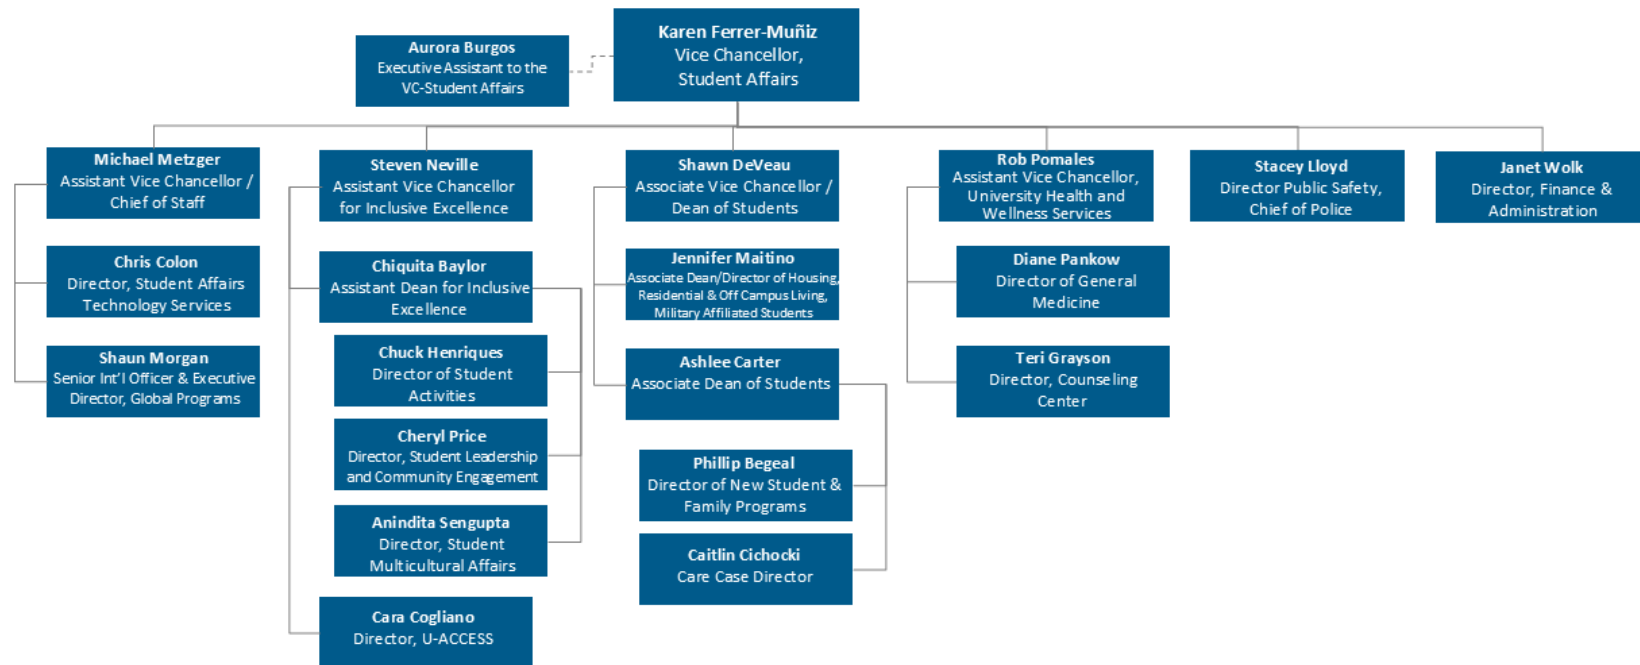 Karen Ferrer-Muñiz
Vice Chancellor,
Student Affairs
Aurora Burgos
Executive Assistant to the
VC-Student Affairs
Michael Metzger
Assistant Vice Chancellor /
Chief of Staff
Chris Colon
Director, Student Affairs
Technology Services
Shaun Morgan
Senior Int'l Officer & Executive
Director, Global Programs
Steven Neville
Assistant Vice Chancellor
for Inclusive Excellence
Chiquita Baylor
Assistant Dean for Inclusive
Excellence
Chuck Henriques
Director of Student
Activities
Cheryl Price
Director, Student Leadership
and Community Engagement
Anindita Sengupta
Director, Student
Multicultural Affairs
Cara Cogliano
Director, U-ACCESS
Shawn DeVeau
Associate Vice Chancellor /
Dean of Students
Jennifer Maitino
Associate Dean/Director of Housing,
Residential & Off Campus Living,
Military Affiliated Students
Ashlee Carter
Associate Dean of Students
Phillip Begeal
Director of New Student &
Family Programs
Caitlin Cichocki
Care Case Director
Rob Pomales
Assistant Vice Chancellor,
University Health and
Wellness Services
Diane Pankow
Director of General
Medicine
Teri Grayson
Director, Counseling
Center
Stacey Lloyd
Director Public Safety,
Chief of Police
Janet Wolk
Director, Finance &
Administration